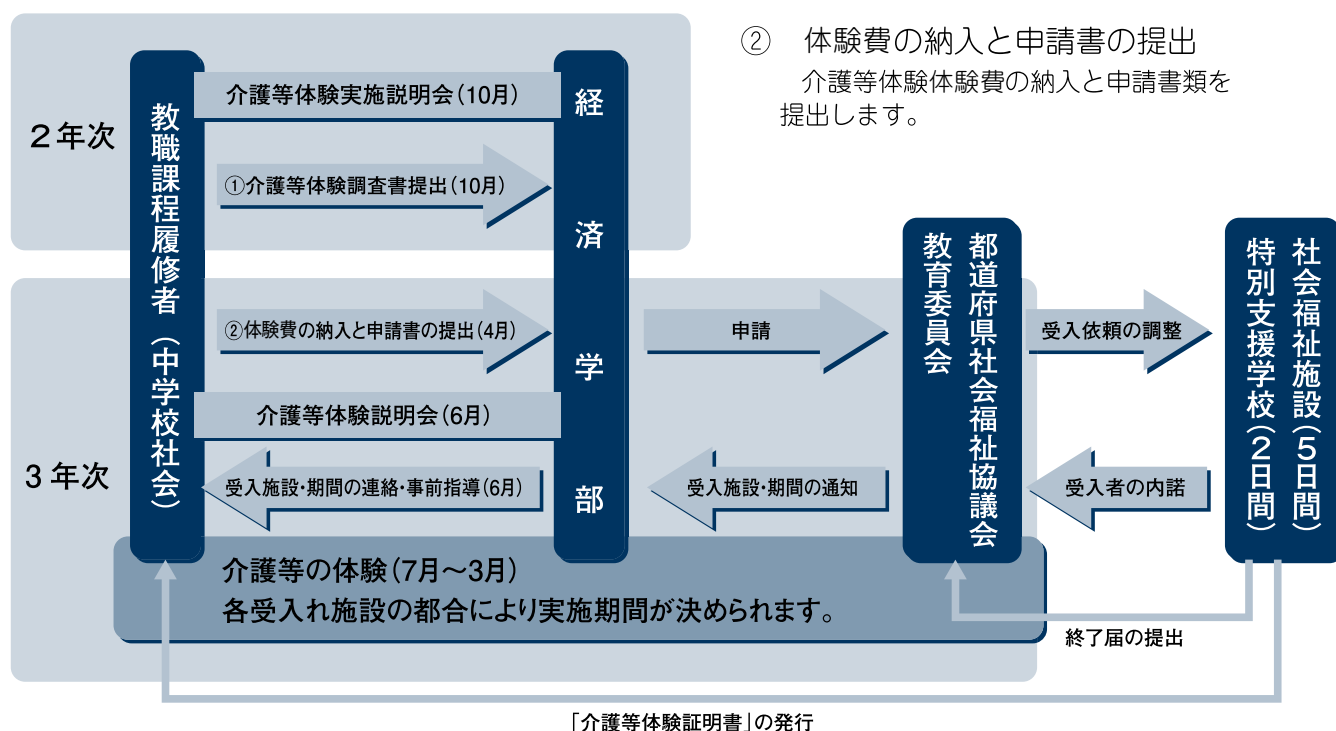 ② 体験費の納入と申請書の提出
介護等体験体験費の納入と申請書類を
提出します。
2年次
教職課程履修者(中学校社会)
介護等体験実施説明会(10月)
①介護等体験調査書提出(10月)
経済学部
3年次
②体験費の納入と申請書の提出(4月)
介護等体験説明会(6月)
受入施設・期間の連絡・事前指導(6月)
申請
受入施設・期間の通知
都道府県社会福祉協議会
教育委員会
受入依頼の調整
受入者の内諾
社会福祉施設(5日間)
特別支援学校(2日間)
介護等の体験(7月〜3月)
各受入れ施設の都合により実施期間が決められます。
終了届の提出
「介護等体験証明書」の発行